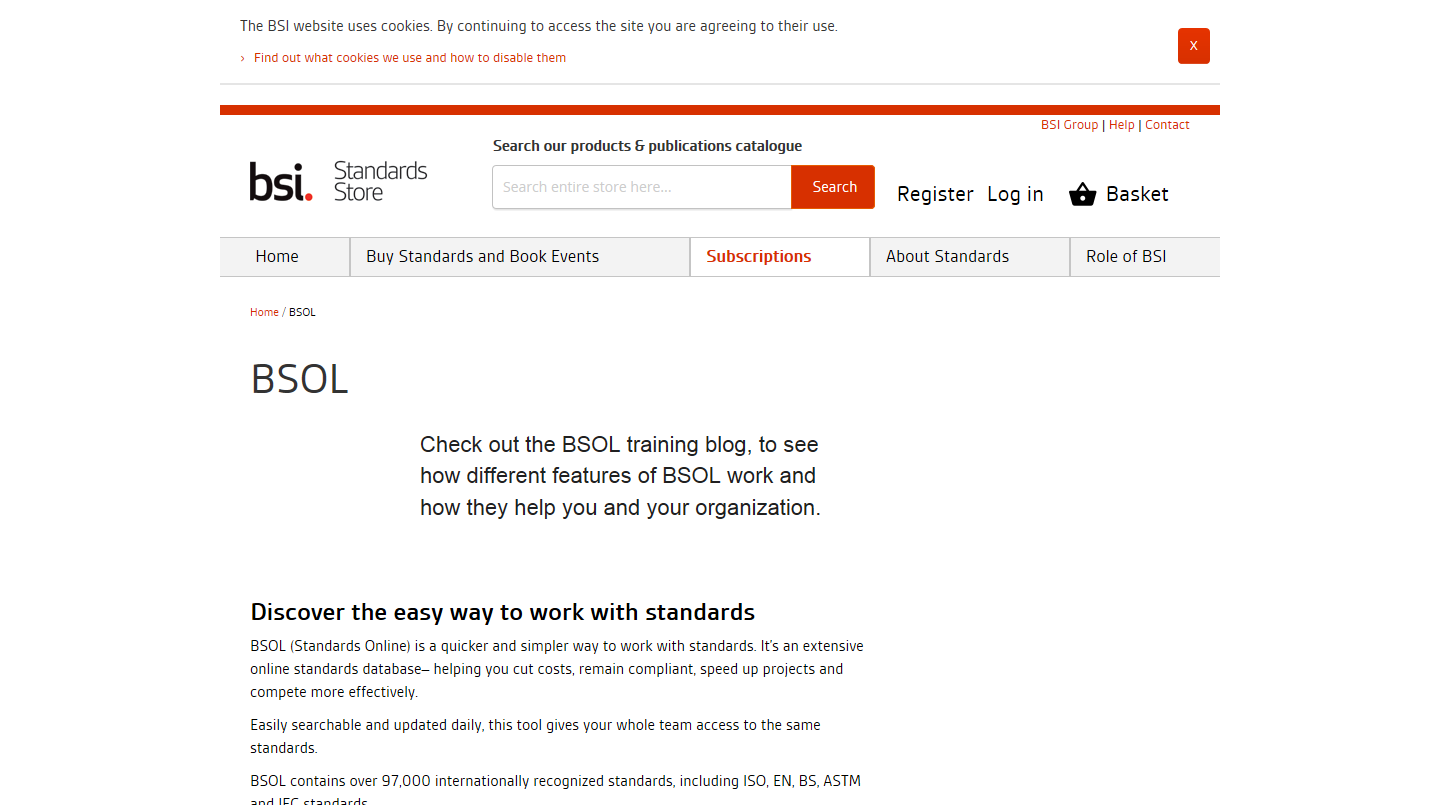 The BSI website uses cookies. By continuing to access the site you are agreeing to their use.
› Find out what cookies we use and how to disable them
X
BSI Group | Help | Contact
Search our products & publications catalogue
bsi. Standards Store
Search entire store here...
Search
Register Log in Basket
Home Buy Standards and Book Events Subscriptions About Standards Role of BSI
Home / BSOL
BSOL
Check out the BSOL training blog, to see
how different features of BSOL work and
how they help you and your organization.
Discover the easy way to work with standards
BSOL (Standards Online) is a quicker and simpler way to work with standards. It's an extensive
online standards database– helping you cut costs, remain compliant, speed up projects and
compete more effectively.
Easily searchable and updated daily, this tool gives your whole team access to the same
standards.
BSOL contains over 97,000 internationally recognized standards, including ISO, EN, BS, ASTM
and IEC standards.